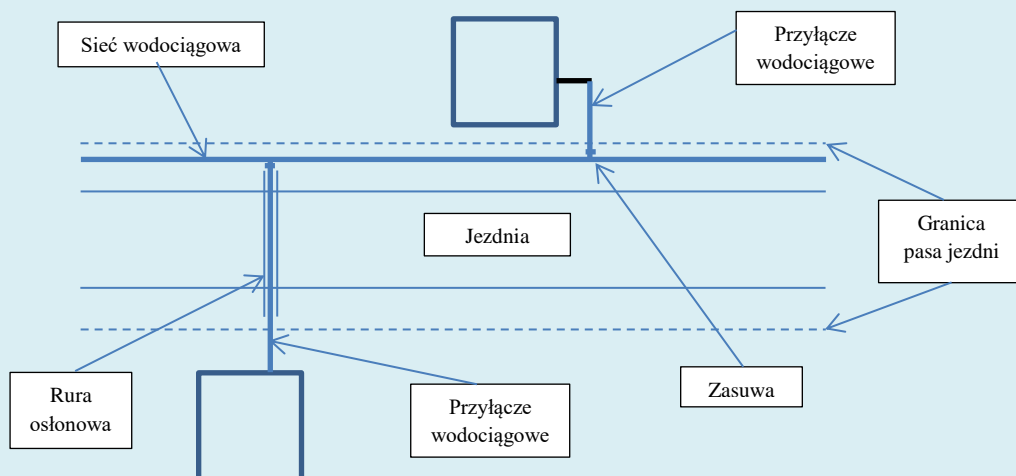 Sieć wodociągowa
Przyłącze
wodociągowe
Jezdnia
Granica
pasa jezdni
Rura
osłonowa
Przyłącze
wodociągowe
Zasuwa